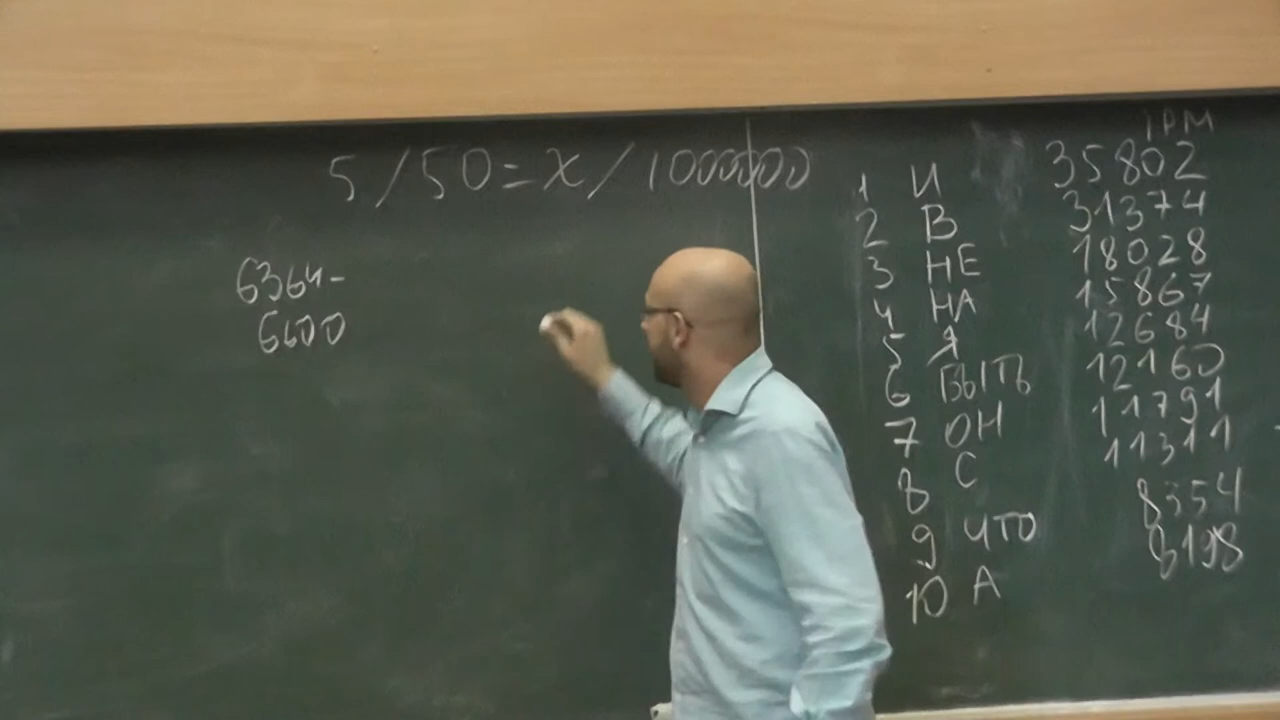 5/50=x/1000000
6364-
6600
IPM
1 И 35802
2 В 31374
3 НЕ 18028
4 НА 15867
5 Я 12684
6 БЫТЬ 12160
7 ОН 11791
8 С 11311
9 ЧТО 8354
10 А 8198